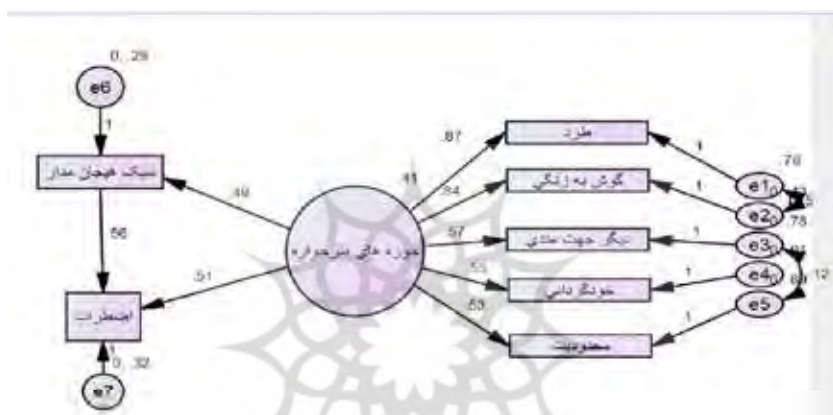 0, .29
e6
1
سبک هیجان مدار
.56
اضطراب
1
0, .32
e7
.49
.51
حوزه های طرحواره
.41
.87
.84
.57
.53
طرد
گوش به زنگی
دیگر جهت مندی
خودگردانی
محدودیت
1
1
1
1
1
.78
e1
e2
.78
e3
e4
e5
.12